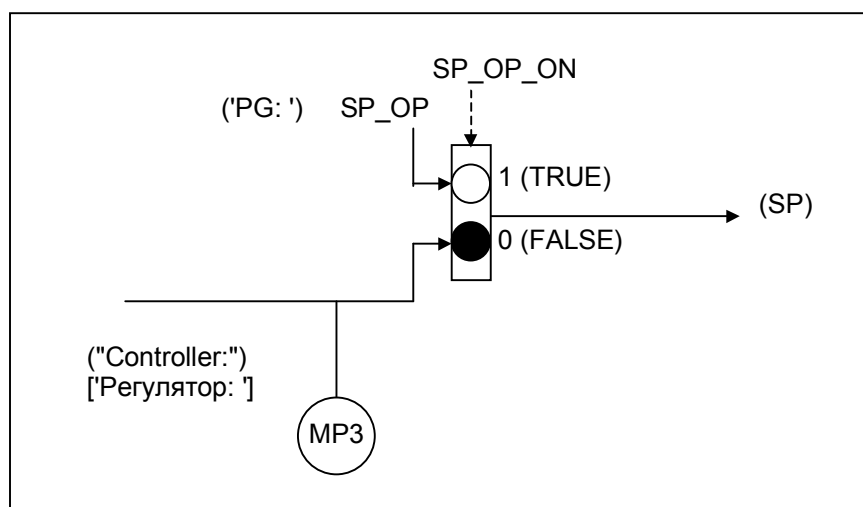 SP_OP_ON
('PG: ') SP_OP
1 (TRUE)
(SP)
0 (FALSE)
("Controller:")
['Регулятор: ']
MP3